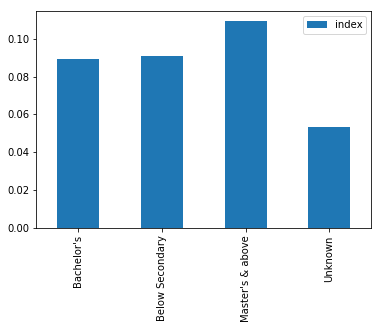 index
0.10
0.08
0.06
0.04
0.02
0.00
Bachelor's
Below Secondary
Master's & above
Unknown